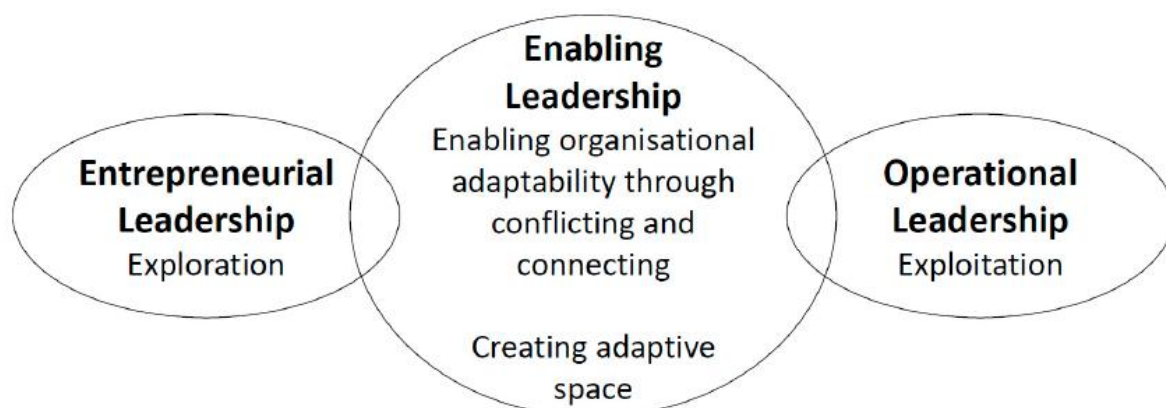 Entrepreneurial
Leadership
Exploration
Enabling
Leadership
Enabling organisational
adaptability through
conflicting and
connecting
Creating adaptive
space
Operational
Leadership
Exploitation